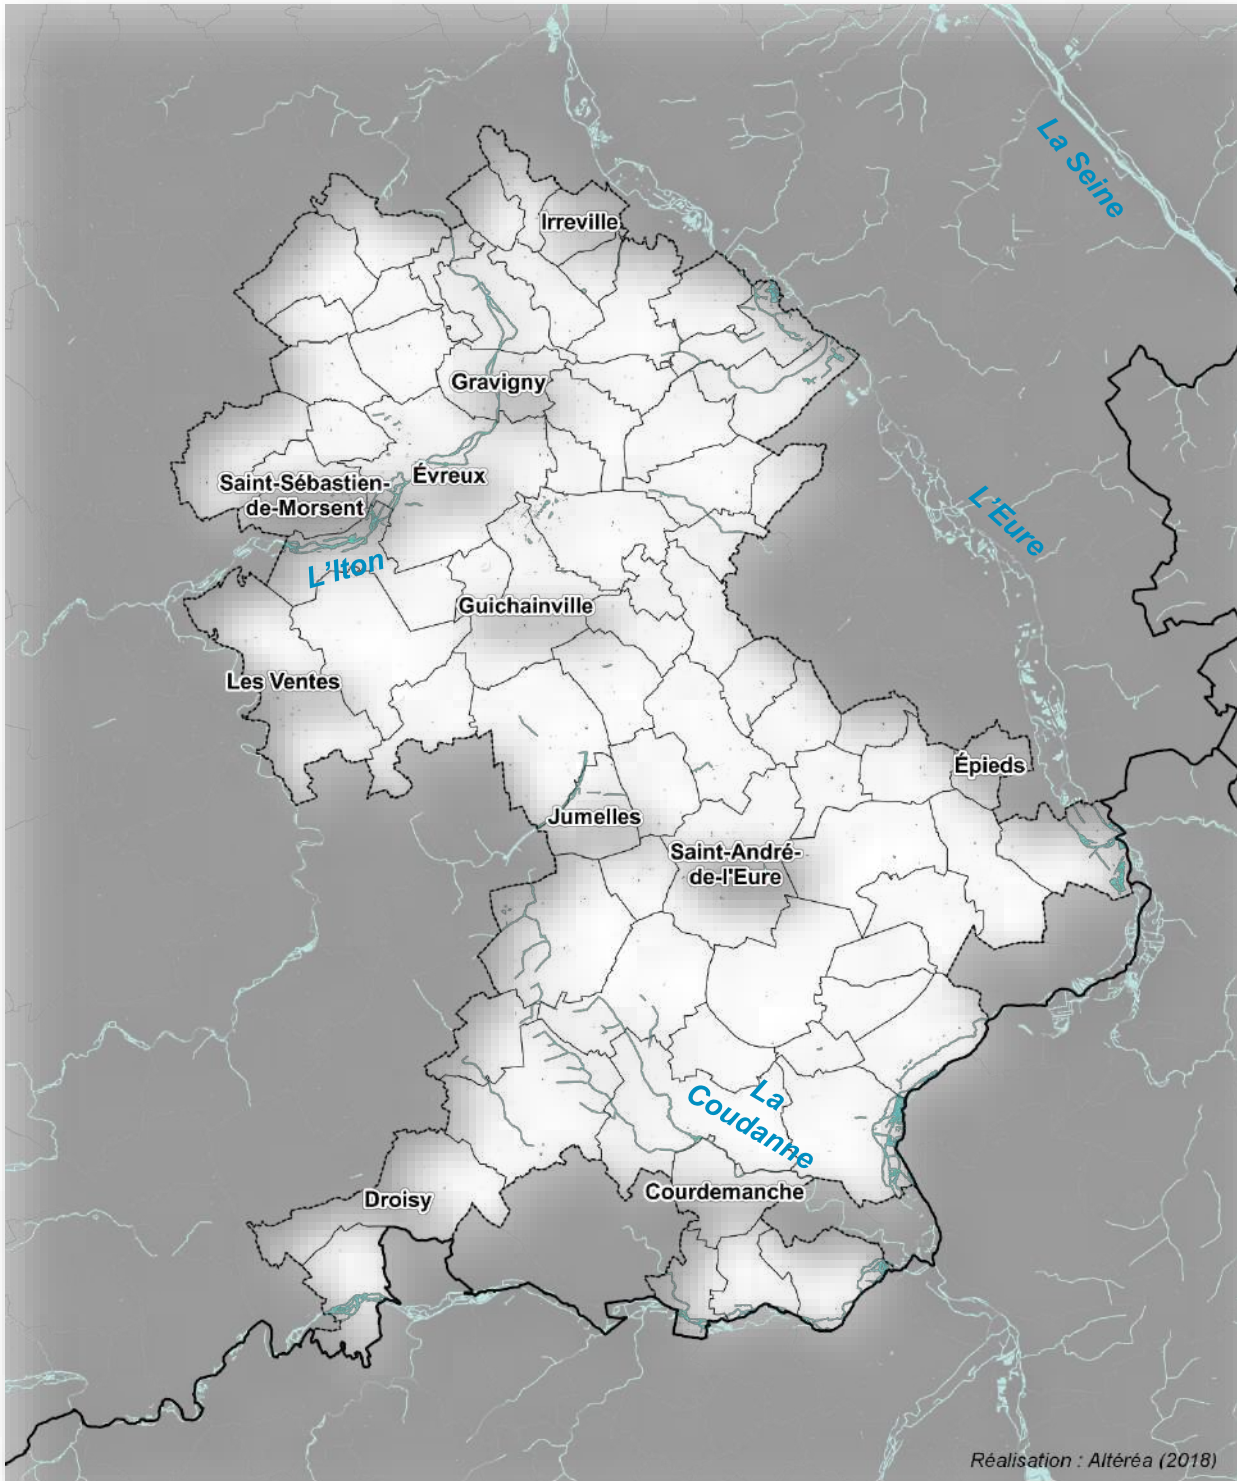 La Seine
Irreville
Gravigny
Évreux
Saint-Sébastien-
de-Morsent
L'Eure
L'Iton
Guichainville
Les Ventes
Épieds
Jumelles
Saint-André-
de-l'Eure
La
Coudanne
Courdemanche
Droisy
Réalisation : Altéréa (2018)